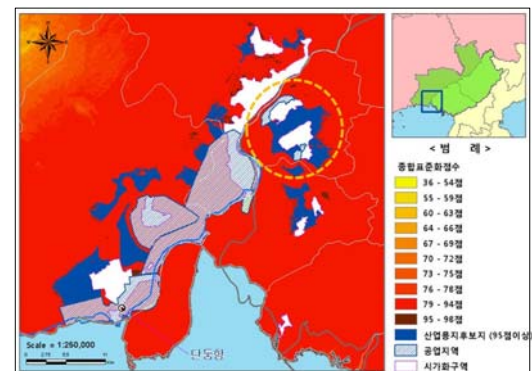 < 범 례 >
종합표준화점수
36 - 54점
55 - 59점
60 - 63점
64 - 66점
67 - 69점
70 - 72점
73 - 75점
76 - 78점
79 - 94점
95 - 98점
산업용지후보지 (95점이상)
공업지역
시가화구역
단동항
Scale = 1:250,000